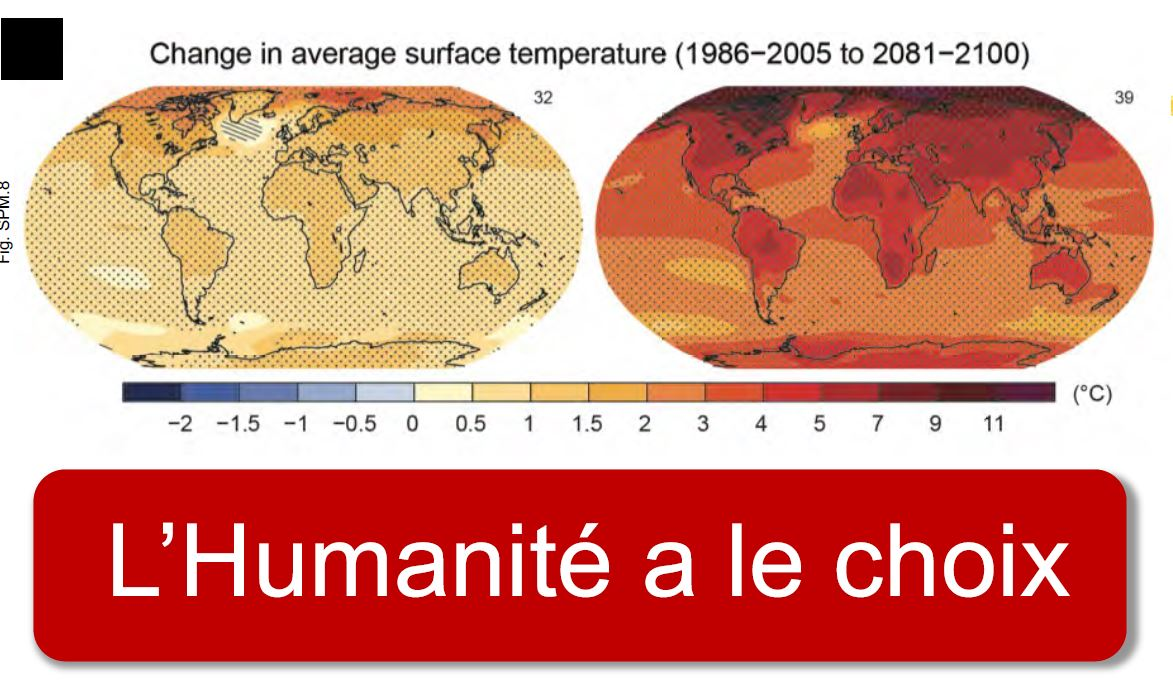 Change in average surface temperature (1986−2005 to 2081−2100)
32
39
Fig. SPM.8
−2 −1.5 −1 −0.5 0 0.5 1 1.5 2 3 4 5 7 9 11 (°C)
L’Humanité a le choix